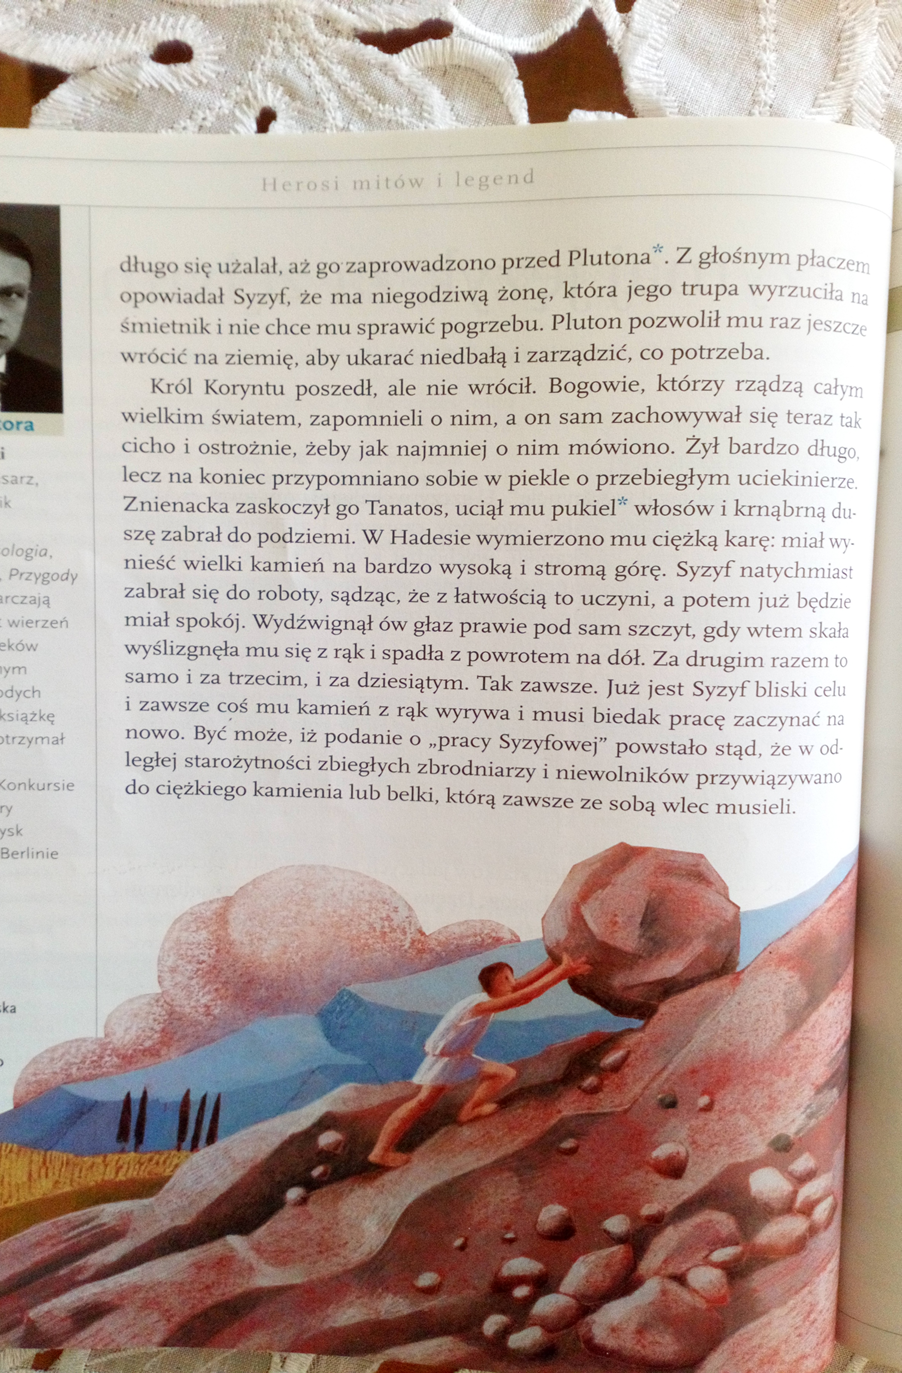 Herosi mitów i legend
długo się użalał, aż go zaprowadzono przed Plutona*. Z głośnym płaczem
opowiadał Syzyf, że ma niegodziwą żonę, która jego trupa wyrzuciła na
śmietnik i nie chce mu sprawić pogrzebu. Pluton pozwolił mu raz jeszcze
wrócić na ziemię, aby ukarać niedbałą i zarządzić, co potrzeba.
Król Koryntu poszedł, ale nie wrócił. Bogowie, którzy rządzą całym
wielkim światem, zapomnieli o nim, a on sam zachowywał się teraz tak
cicho i ostrożnie, żeby jak najmniej o nim mówiono. Żył bardzo długo,
lecz na koniec przypomniano sobie w piekle o przebiegłym uciekinierze.
Znienacka zaskoczył go Tanatos, uciął mu pukiel* włosów i krnąbrną du-
szę zabrał do podziemi. W Hadesie wymierzono mu ciężką karę: miał wy-
nieść wielki kamień na bardzo wysoką i stromą górę. Syzyf natychmiast
zabrał się do roboty, sądząc, że z łatwością to uczyni, a potem już będzie
miał spokój. Wydźwignął ów głaz prawie pod sam szczyt, gdy wtem skała
wyślizgnęła mu się z rąk i spadła z powrotem na dół. Za drugim razem to
samo i za trzecim, i za dziesiątym. Tak zawsze. Już jest Syzyf bliski celu
i zawsze coś mu kamień z rąk wyrywa i musi biedak pracę zaczynać na
nowo. Być może, iż podanie o „pracy Syzyfowej” powstało stąd, że w od-
ległej starożytności zbiegłych zbrodniarzy i niewolników przywiązywano
do ciężkiego kamienia lub belki, którą zawsze ze sobą wlec musieli.
tora
i
sarz,
ik
ologia,
, Przygody
arczają
t wierzeń
eków
nym
odych
książkę
otrzymał
Konkursie
ry
ysk
Berlinie
ska